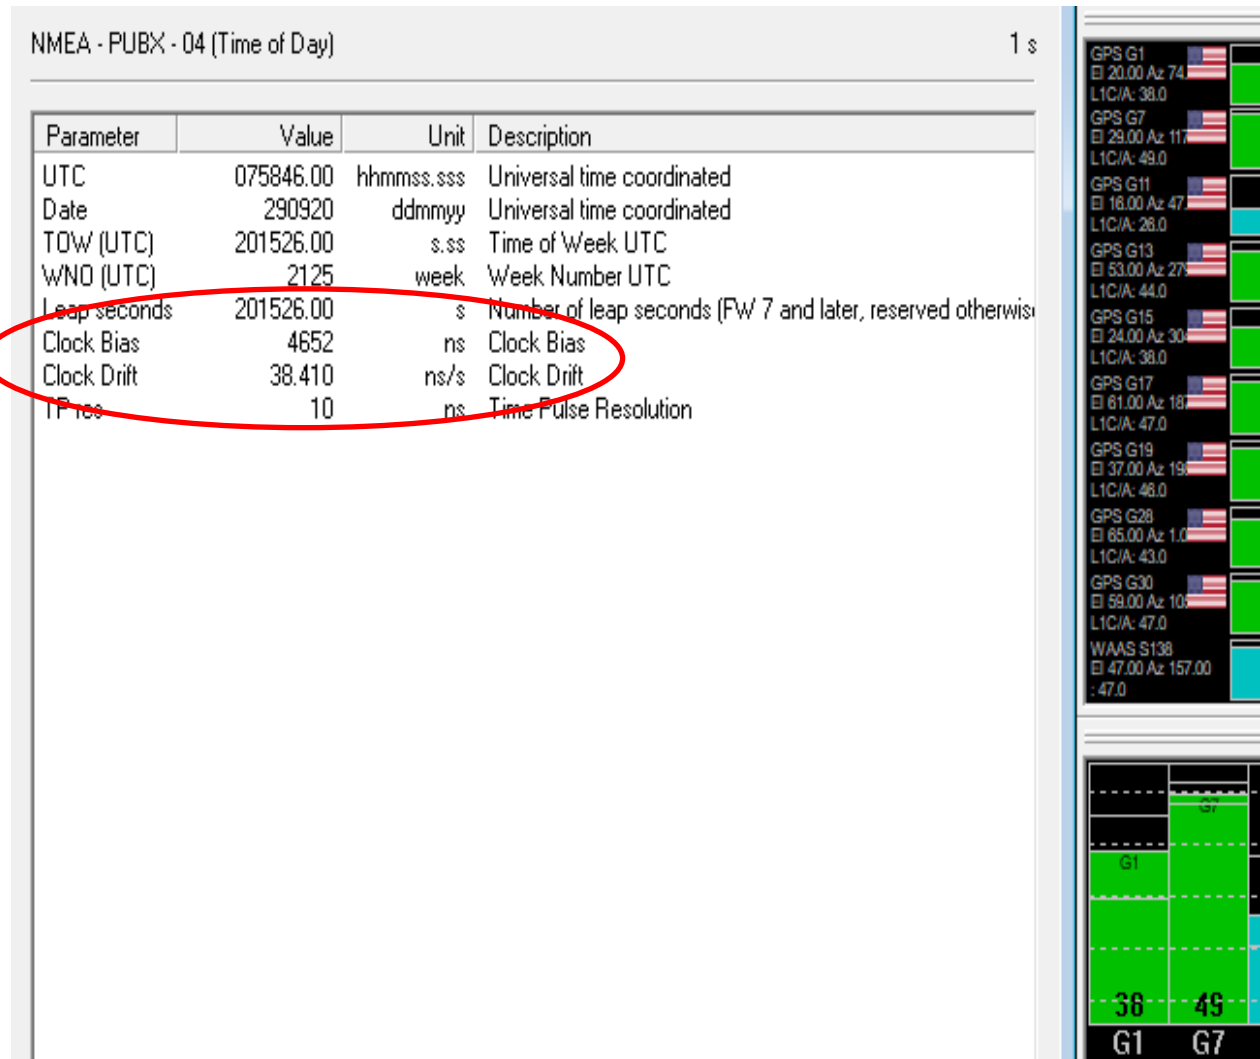 NMEA - PUBX - 04 (Time of Day) 1 s
Parameter Value Unit Description
UTC 075846.00 hhmmss.sss Universal time coordinated
Date 290920 ddmmyy Universal time coordinated
TOW (UTC) 201526.00 s.ss Time of Week UTC
WNO (UTC) 2125 week Week Number UTC
Leap seconds 201526.00 s Number of leap seconds (FW 7 and later, reserved otherwis
Clock Bias 4652 ns Clock Bias
Clock Drift 38.410 ns/s Clock Drift
TP res 10 ns Time Pulse Resolution
GPS G1
El 20.00 Az 74.
L1C/A: 38.0
GPS G7
El 29.00 Az 117
L1C/A: 49.0
GPS G11
El 16.00 Az 47.
L1C/A: 26.0
GPS G13
El 53.00 Az 279
L1C/A: 44.0
GPS G15
El 24.00 Az 304
L1C/A: 38.0
GPS G17
El 61.00 Az 187
L1C/A: 47.0
GPS G19
El 37.00 Az 198
L1C/A: 46.0
GPS G28
El 65.00 Az 1.0
L1C/A: 43.0
GPS G30
El 59.00 Az 105
L1C/A: 47.0
WAAS S138
El 47.00 Az 157.00
: 47.0
G7
G1
38 49
G1 G7